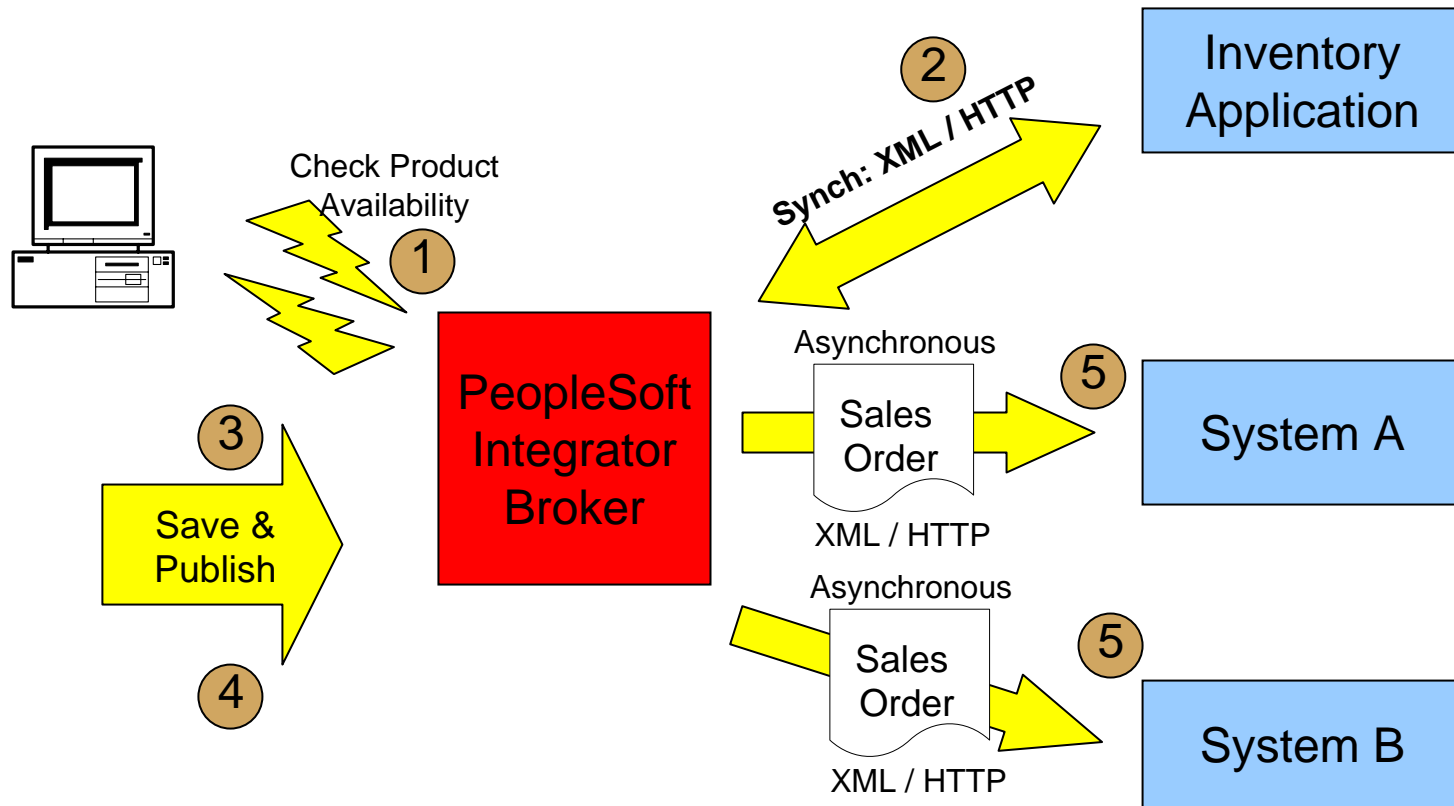 Check Product
Availability
1
2
Synch: XML / HTTP
Inventory
Application
PeopleSoft
Integrator
Broker
3
Save &
Publish
4
Asynchronous
Sales
Order
XML / HTTP
5
System A
Asynchronous
Sales
Order
XML / HTTP
5
System B